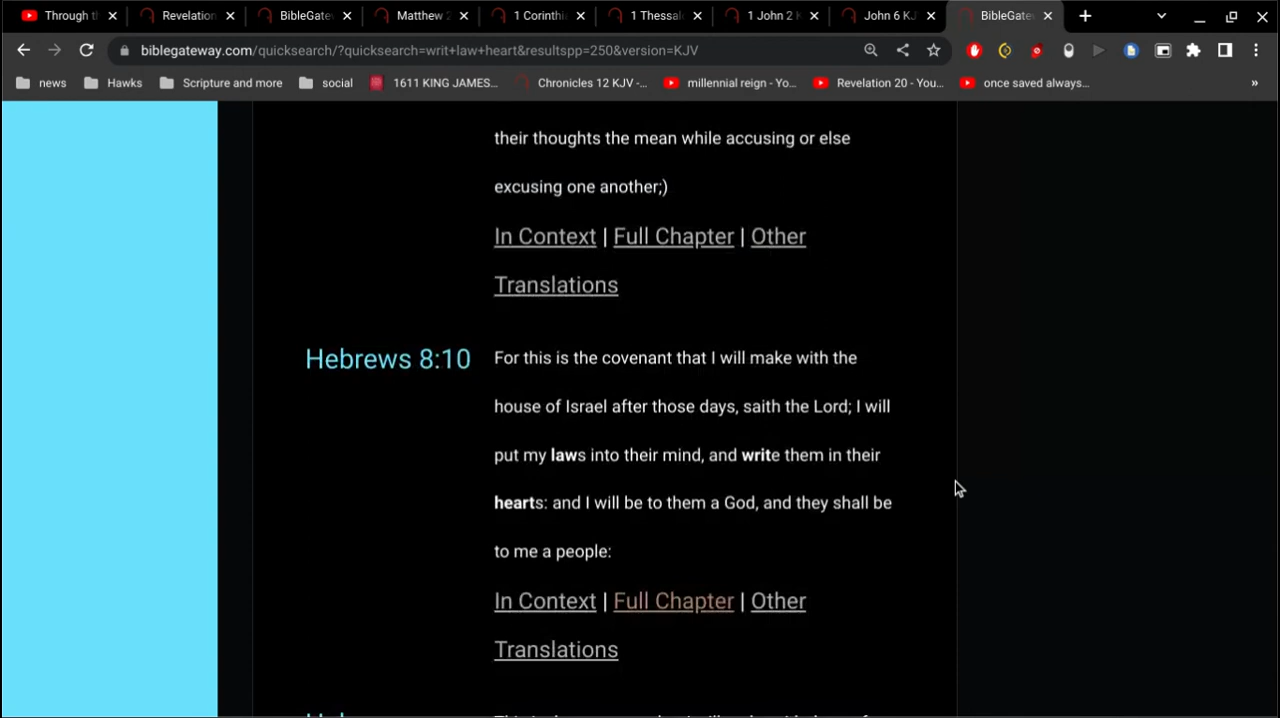 Through t
Revelation
BibleGate
Matthew 2
1 Corinthi
1 Thessal
1 John 2 K
John 6 KJ
BibleGate
biblegateway.com/quicksearch/?quicksearch=writ+law+heart&resultspp=250&version=KJV
news
Hawks
Scripture and more
social
1611 KING JAMES...
Chronicles 12 KJV -...
millennial reign - Yo...
Revelation 20 - You...
once saved always...
»
their thoughts the mean while accusing or else
excusing one another;)
In Context | Full Chapter | Other
Translations
Hebrews 8:10
For this is the covenant that I will make with the
house of Israel after those days, saith the Lord; I will
put my laws into their mind, and write them in their
hearts: and I will be to them a God, and they shall be
to me a people:
In Context | Full Chapter | Other
Translations